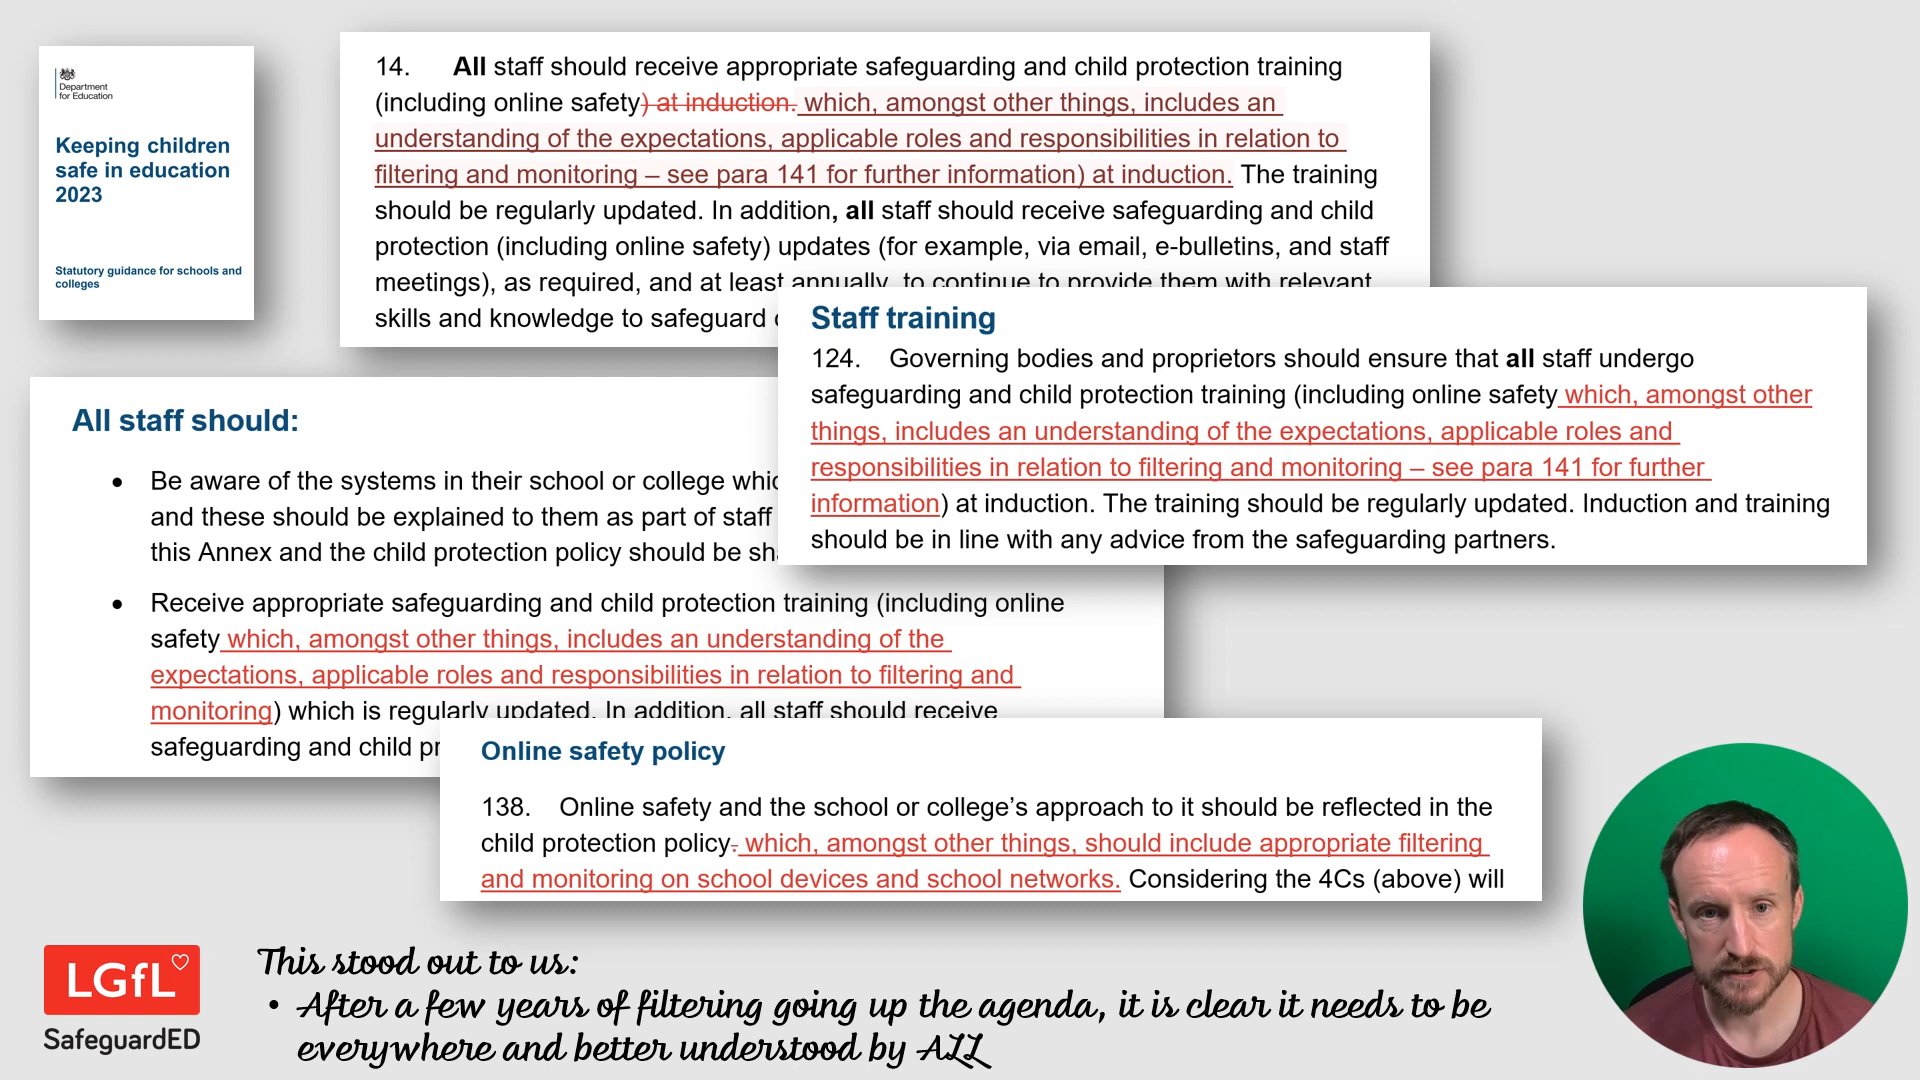 Department
for Education
Keeping children
safe in education
2023
Statutory guidance for schools and
colleges
14. All staff should receive appropriate safeguarding and child protection training
(including online safety) at induction. which, amongst other things, includes an
understanding of the expectations, applicable roles and responsibilities in relation to
filtering and monitoring – see para 141 for further information) at induction. The training
should be regularly updated. In addition, all staff should receive safeguarding and child
protection (including online safety) updates (for example, via email, e-bulletins, and staff
meetings), as required, and at least annually, to continue to provide them with relevant
skills and knowledge to safeguard
Staff training
124. Governing bodies and proprietors should ensure that all staff undergo
safeguarding and child protection training (including online safety which, amongst other
things, includes an understanding of the expectations, applicable roles and
responsibilities in relation to filtering and monitoring – see para 141 for further
information) at induction. The training should be regularly updated. Induction and training
should be in line with any advice from the safeguarding partners.
All staff should:
• Be aware of the systems in their school or college
and these should be explained to them as part of staff
this Annex and the child protection policy should be
• Receive appropriate safeguarding and child protection training (including online
safety which, amongst other things, includes an understanding of the
expectations, applicable roles and responsibilities in relation to filtering and
monitoring) which is regularly updated. In addition, all staff should receive
safeguarding and child
Online safety policy
138. Online safety and the school or college’s approach to it should be reflected in the
child protection policy. which, amongst other things, should include appropriate filtering
and monitoring on school devices and school networks. Considering the 4Cs (above) will
LGfL
SafeguardED
This stood out to us:
• After a few years of filtering going up the agenda, it is clear it needs to be
everywhere and better understood by ALL